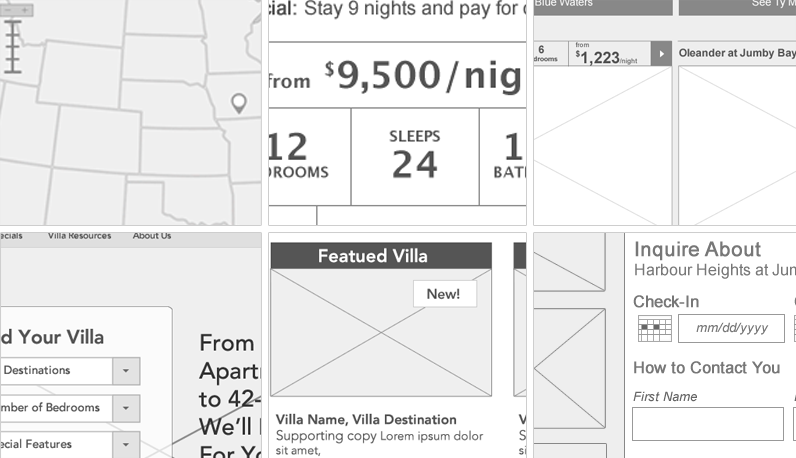 cial: Stay 9 nights and pay for
from $9,500/nig
12
DROOMS
SLEEPS
24
1
BATI
Blue Waters
See Ty M
6
drooms
from
$1,223/night
Oleander at Jumby Bay
ecials Villa Resources About Us
d Your Villa
Destinations
mber of Bedrooms
ecial Features
From
Apart
to 42-
We'll
For Yo
Featued Villa
New!
Villa Name, Villa Destination
Supporting copy Lorem ipsum dolor
sit amet,
V
S
si
Inquire About
Harbour Heights at Jum
Check-In
mm/dd/yyyy
How to Contact You
First Name